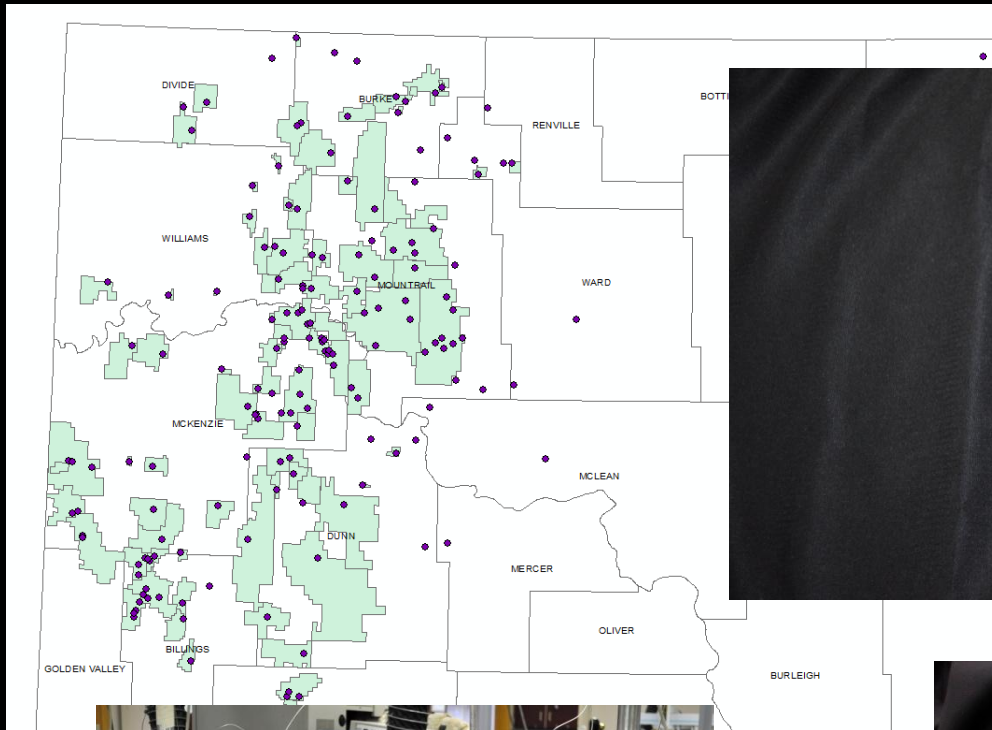 DIVIDE
BURKE
BOTTI
RENVILLE
WILLIAMS
WARD
MOUNTRAIL
MCKENZIE
MCLEAN
DUNN
MERCER
OLIVER
BILLINGS
GOLDEN VALLEY
BURLEIGH